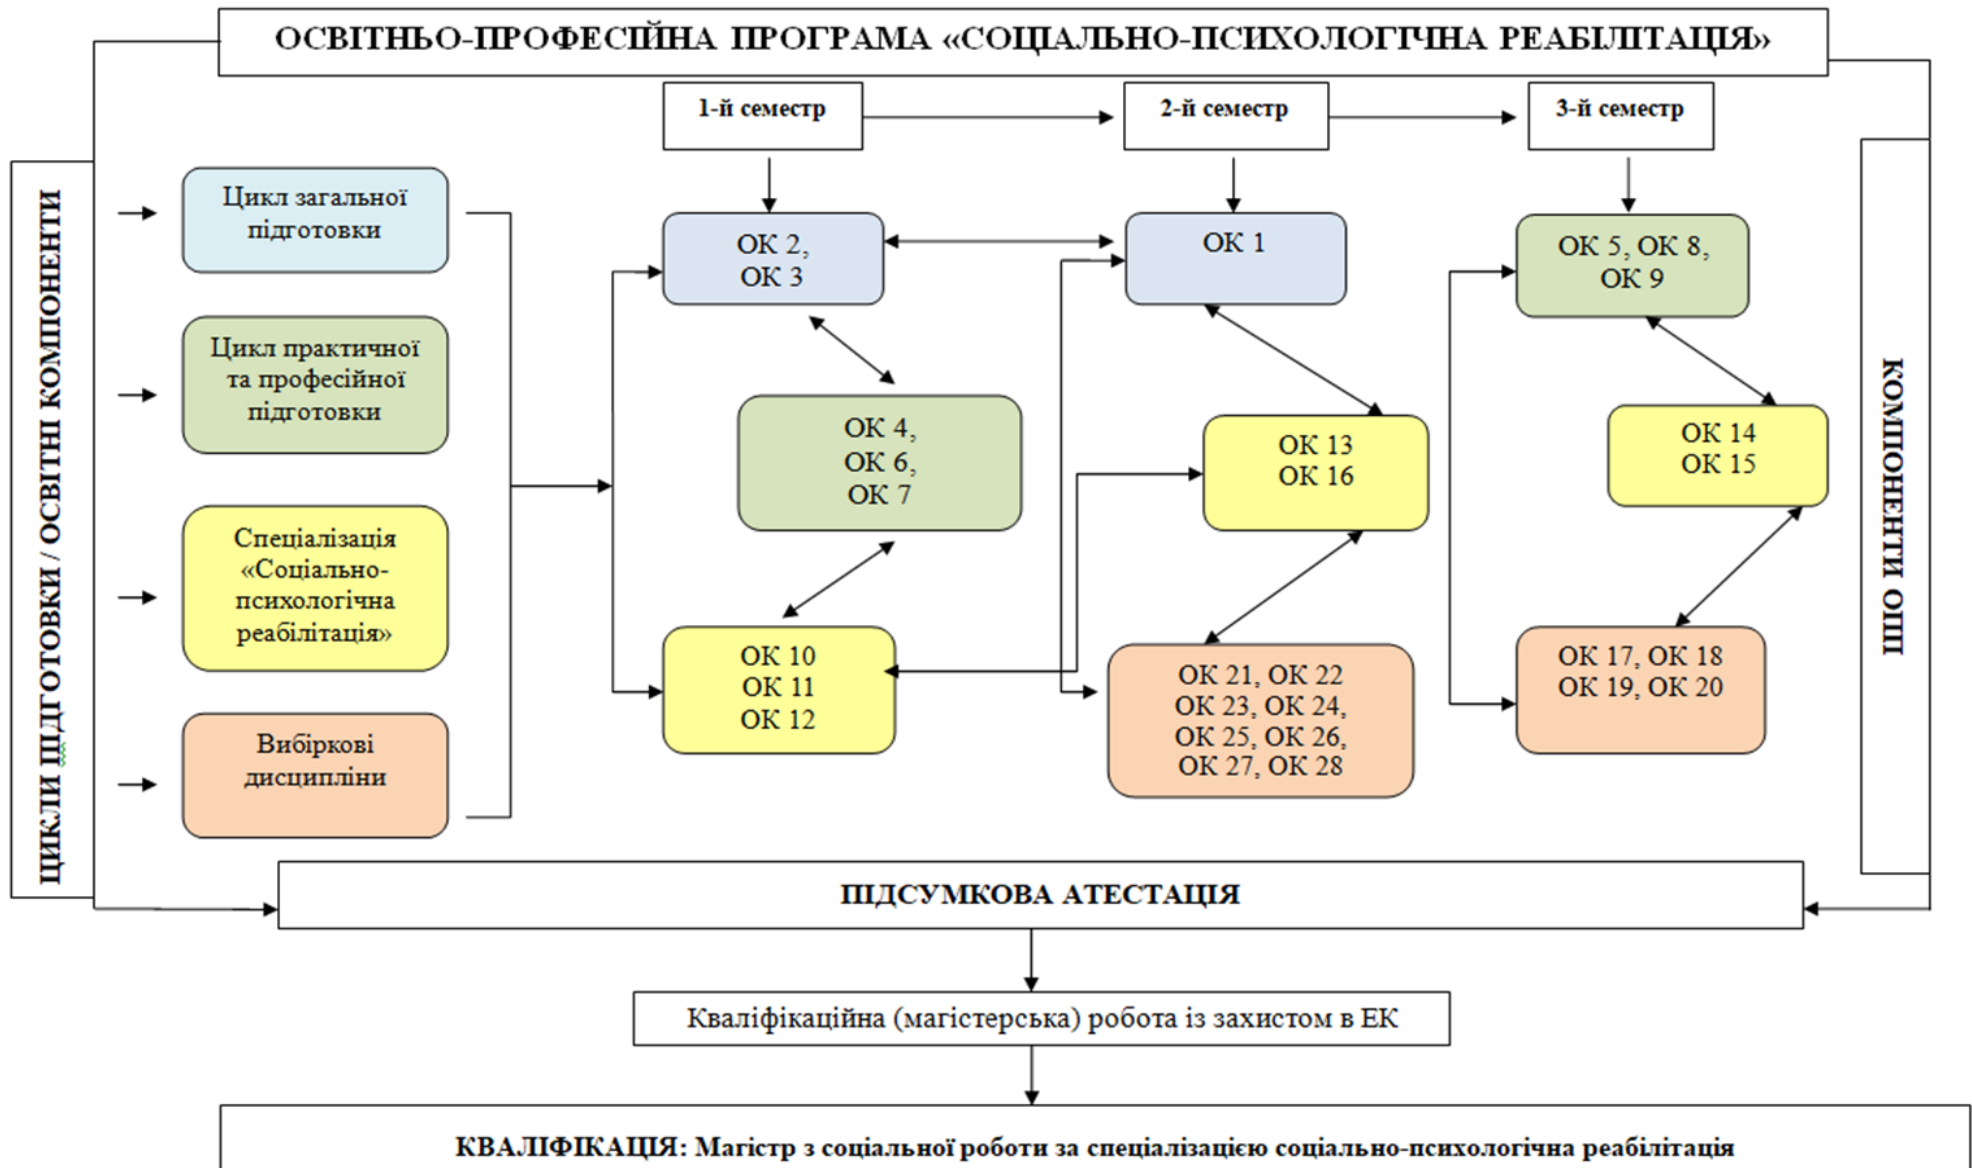 ОСВІТНЬО-ПРОФЕСІЙНА ПРОГРАМА «СОЦІАЛЬНО-ПСИХОЛОГІЧНА РЕАБІЛІТАЦІЯ»
1-й семестр
2-й семестр
3-й семестр
ЦИКЛИ ПІДГОТОВКИ / ОСВІТНІ КОМПОНЕНТИ
Цикл загальної
підготовки
Цикл практичної
та професійної
підготовки
Спеціалізація
«Соціально-
психологічна
реабілітація»
Вибіркові
дисципліни
ОК 2,
ОК 3
ОК 4,
ОК 6,
ОК 7
ОК 10
ОК 11
ОК 12
ОК 1
ОК 13
ОК 16
ОК 21, ОК 22
ОК 23, ОК 24,
ОК 25, ОК 26,
ОК 27, ОК 28
ОК 5, ОК 8,
ОК 9
ОК 14
ОК 15
ОК 17, ОК 18
ОК 19, ОК 20
КОМПОНЕНТИ ОПП
ПІДСУМКОВА АТЕСТАЦІЯ
Кваліфікаційна (магістерська) робота із захистом в ЕК
КВАЛІФІКАЦІЯ: Магістр з соціальної роботи за спеціалізацією соціально-психологічна реабілітація